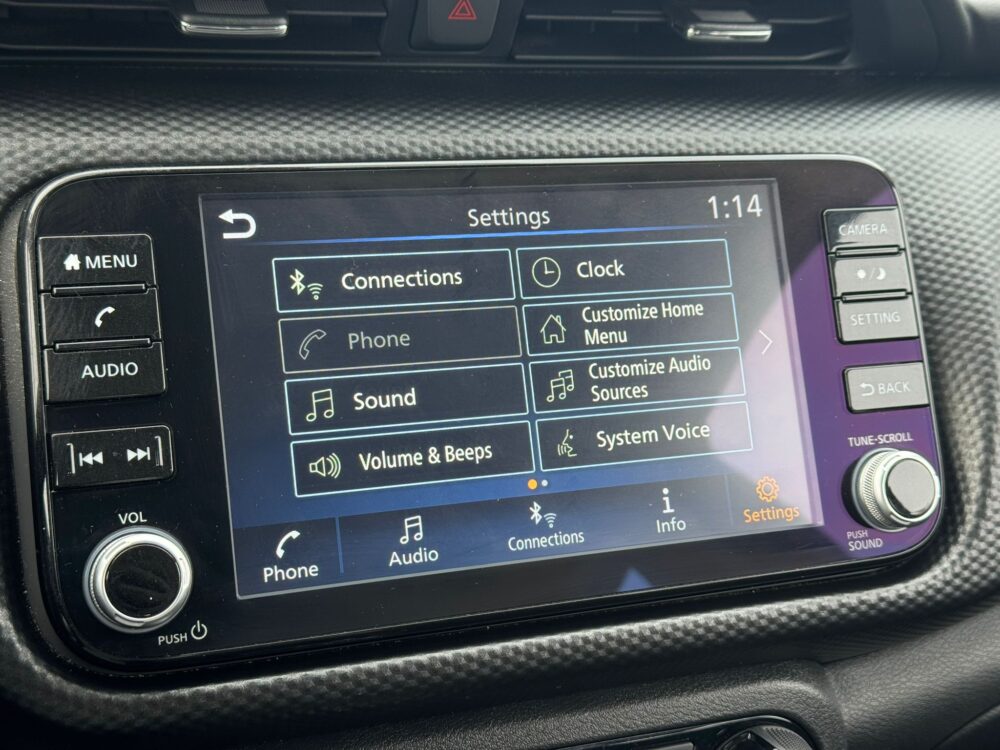 Settings
1:14
MENU
AUDIO
VOL
PUSH
Connections
Clock
Phone
Customize Home
Menu
Sound
Customize Audio
Sources
Volume & Beeps
System Voice
Phone
Audio
Connections
Info
Settings
CAMERA
SETTING
BACK
TUNE-SCROLL
PUSH
SOUND